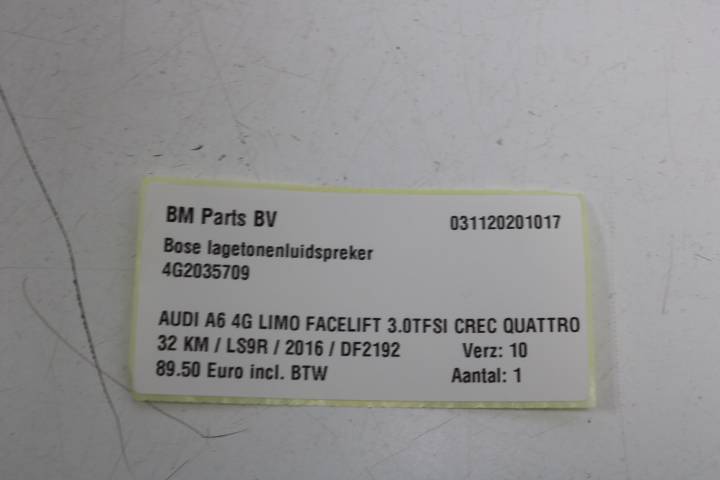 BM Parts BV 031120201017
Bose lagetonenluidspreker
4G2035709
AUDI A6 4G LIMO FACELIFT 3.0TFSI CREC QUATTRO
32 KM / LS9R / 2016 / DF2192 Verz: 10
89.50 Euro incl. BTW Aantal: 1